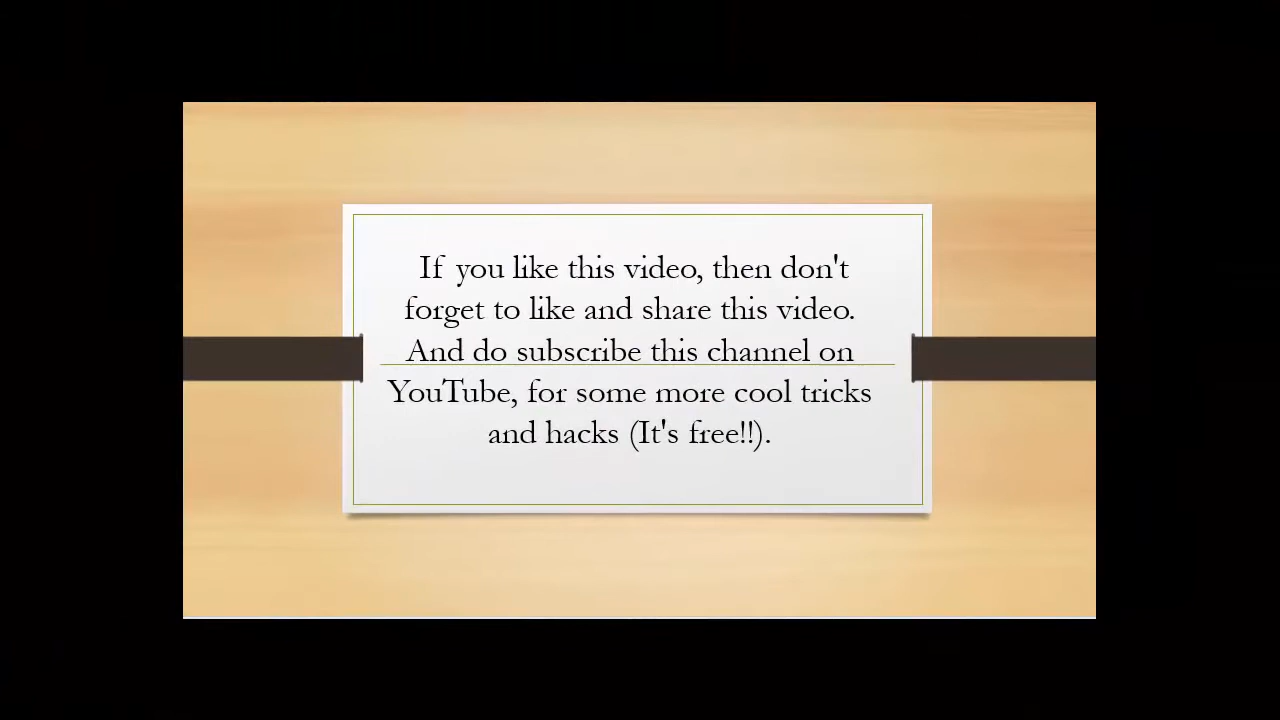 If you like this video, then don't
forget to like and share this video.
And do subscribe this channel on
YouTube, for some more cool tricks
and hacks (It's free!!).